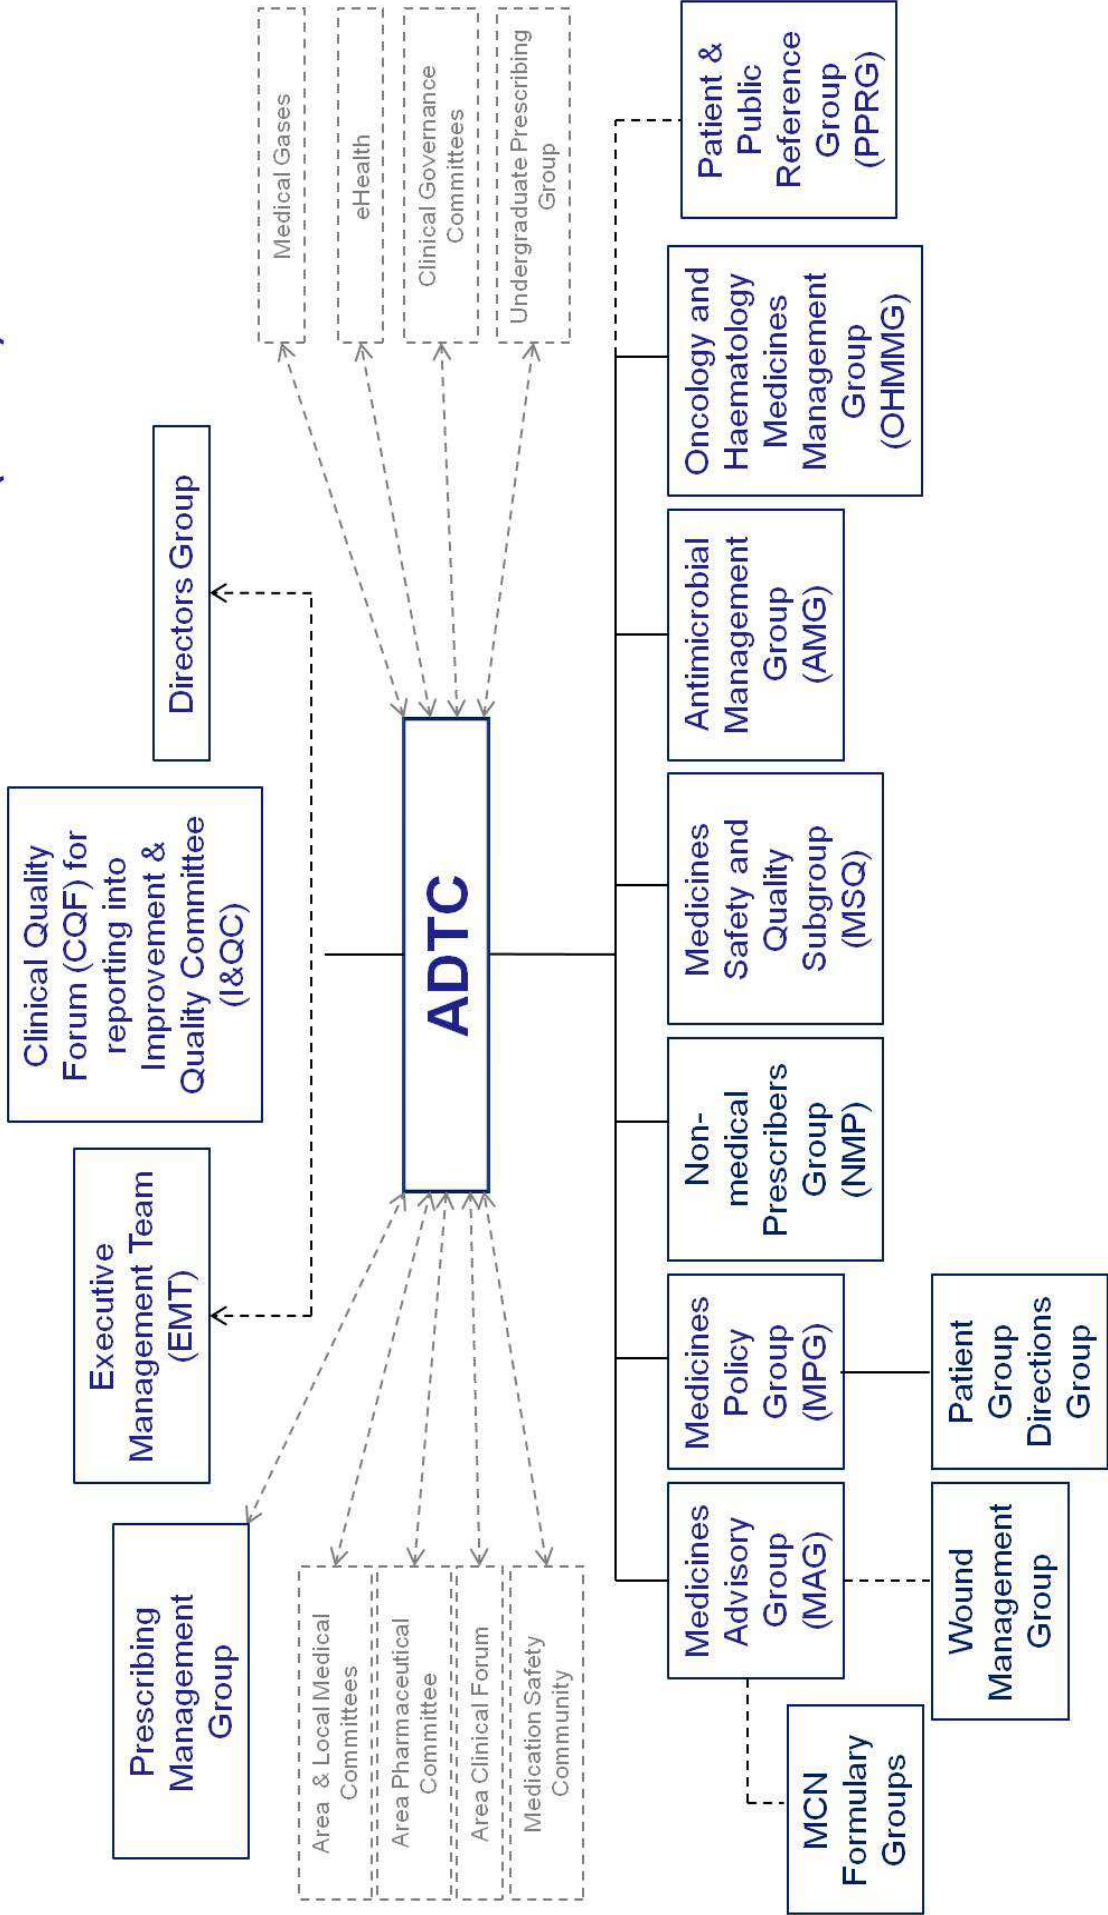 Clinical Quality
Forum (CQF) for
reporting into
Improvement &
Quality Committee
(I&QC)
Executive
Management Team
(EMT)
Directors Group
Prescribing
Management
Group
Area & Local Medical
Committees
Area Pharmaceutical
Committee
Area Clinical Forum
Medication Safety
Community
ADTC
Medical Gases
eHealth
Clinical Governance
Committees
Undergraduate Prescribing
Group
Medicines
Advisory
Group
(MAG)
Medicines
Policy
Group
(MPG)
Non-
medical
Prescribers
Group
(NMP)
Medicines
Safety and
Quality
Subgroup
(MSQ)
Antimicrobial
Management
Group
(AMG)
Oncology and
Haematology
Medicines
Management
Group
(OHMMG)
Patient &
Public
Reference
Group
(PPRG)
MCN
Formulary
Groups
Wound
Management
Group
Patient
Group
Directions
Group